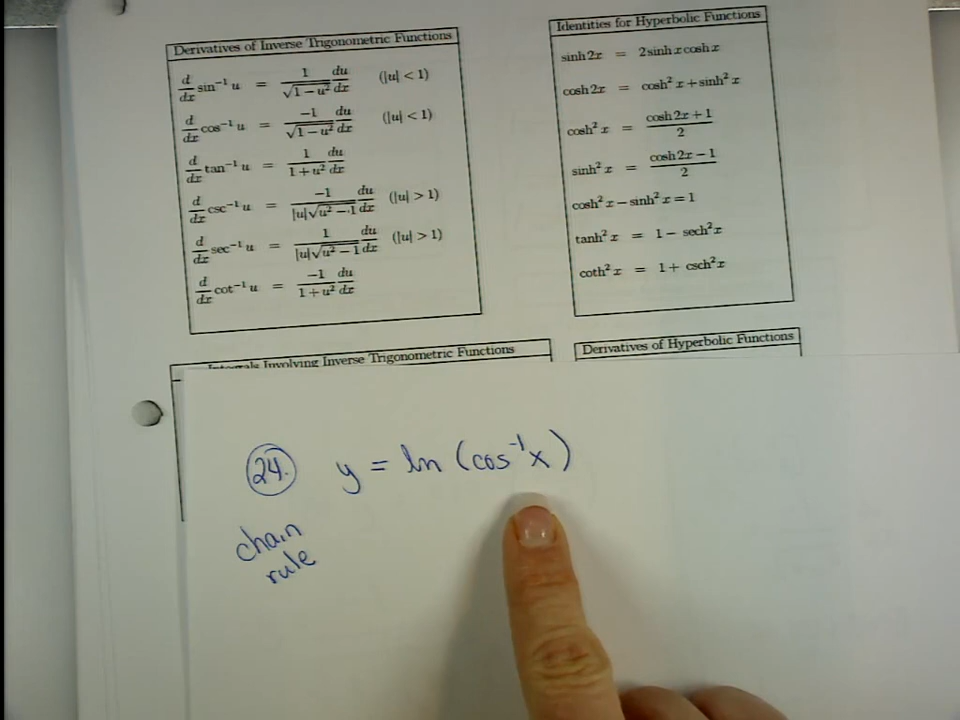 Derivatives of Inverse Trigonometric Functions
d/dx sin⁻¹ u = 1/√(1 − u²) du/dx (|u| < 1)
d/dx cos⁻¹ u = −1/√(1 − u²) du/dx (|u| < 1)
d/dx tan⁻¹ u = 1/(1 + u²) du/dx
d/dx csc⁻¹ u = −1/(|u|√(u² − 1)) du/dx (|u| > 1)
d/dx sec⁻¹ u = 1/(|u|√(u² − 1)) du/dx (|u| > 1)
d/dx cot⁻¹ u = −1/(1 + u²) du/dx
Identities for Hyperbolic Functions
sinh 2x = 2 sinh x cosh x
cosh 2x = cosh² x + sinh² x
cosh² x = (cosh 2x + 1)/2
sinh² x = (cosh 2x − 1)/2
cosh² x − sinh² x = 1
tanh² x = 1 − sech² x
coth² x = 1 + csch² x
Integrals Involving Inverse Trigonometric Functions
Derivatives of Hyperbolic Functions
24. y = ln (cos⁻¹x)
chain
rule